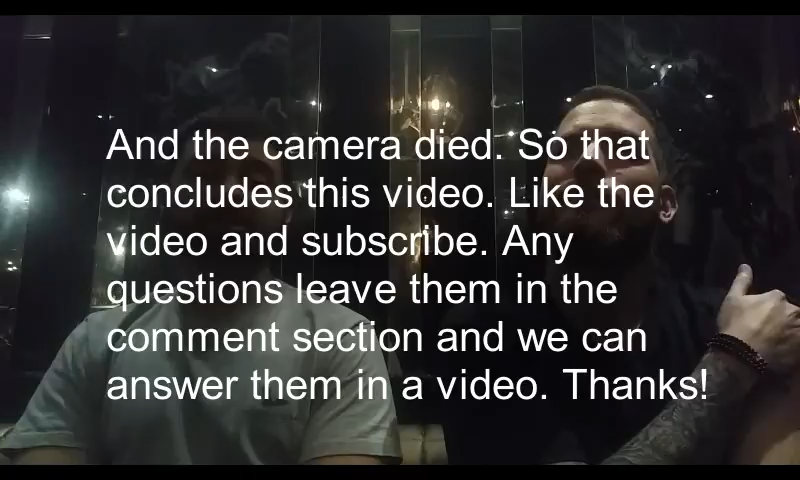 And the camera died. So that
concludes this video. Like the
video and subscribe. Any
questions leave them in the
comment section and we can
answer them in a video. Thanks!